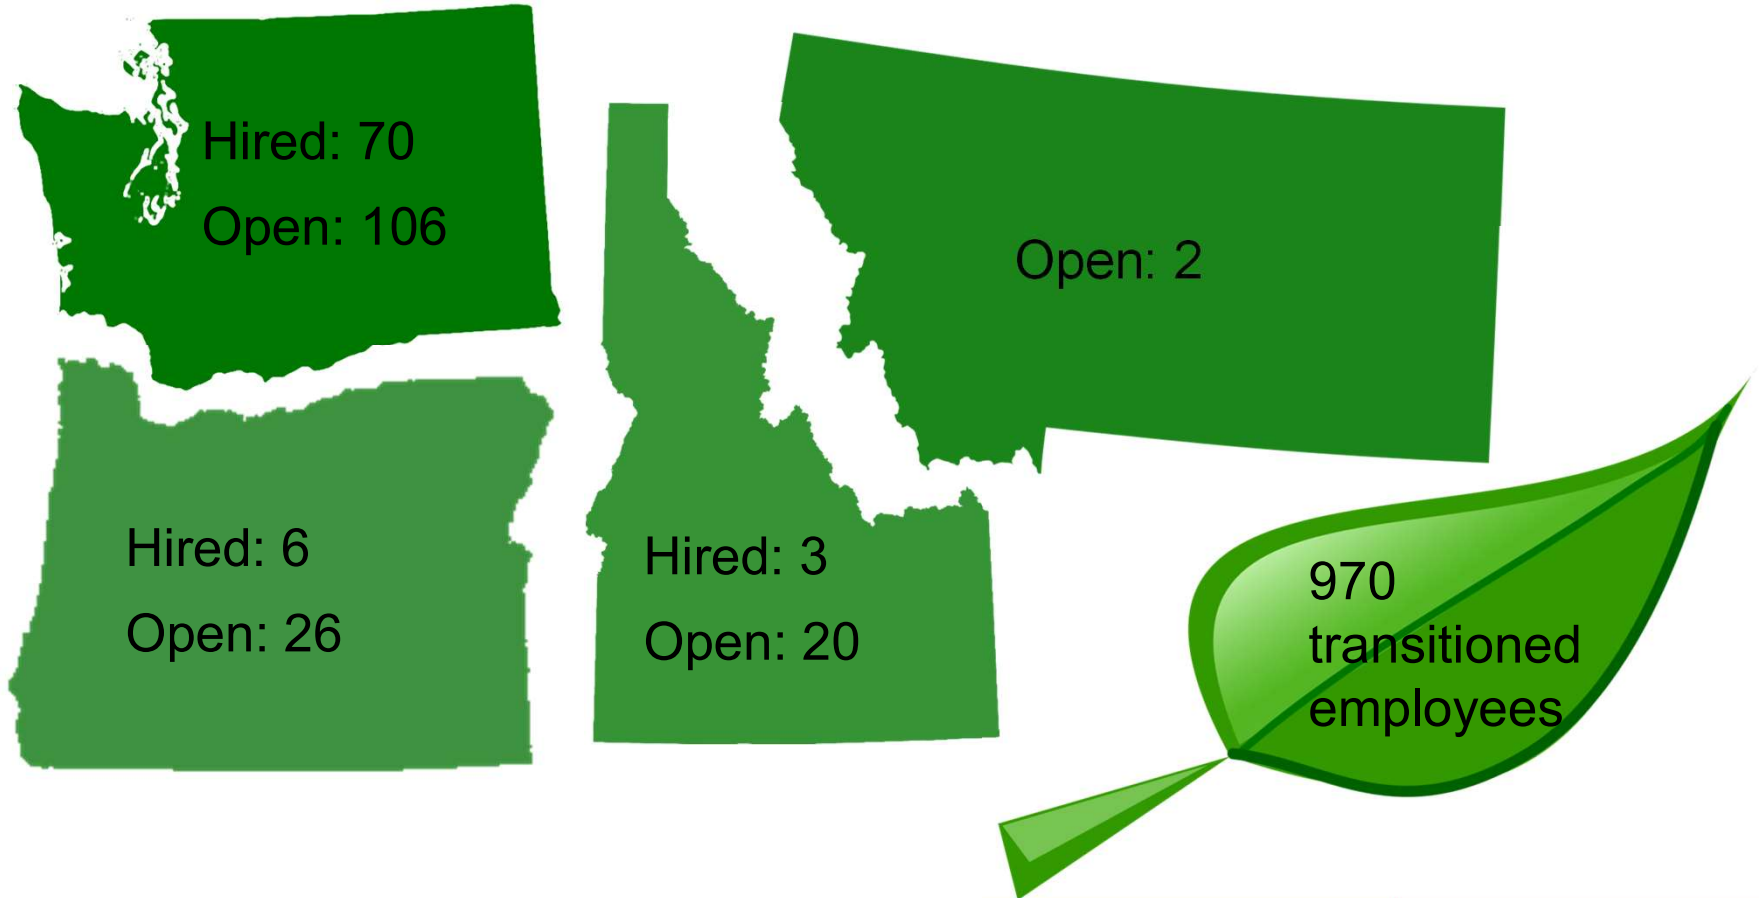 Hired: 70
Open: 106
Open: 2
Hired: 6
Open: 26
Hired: 3
Open: 20
970
transitioned
employees